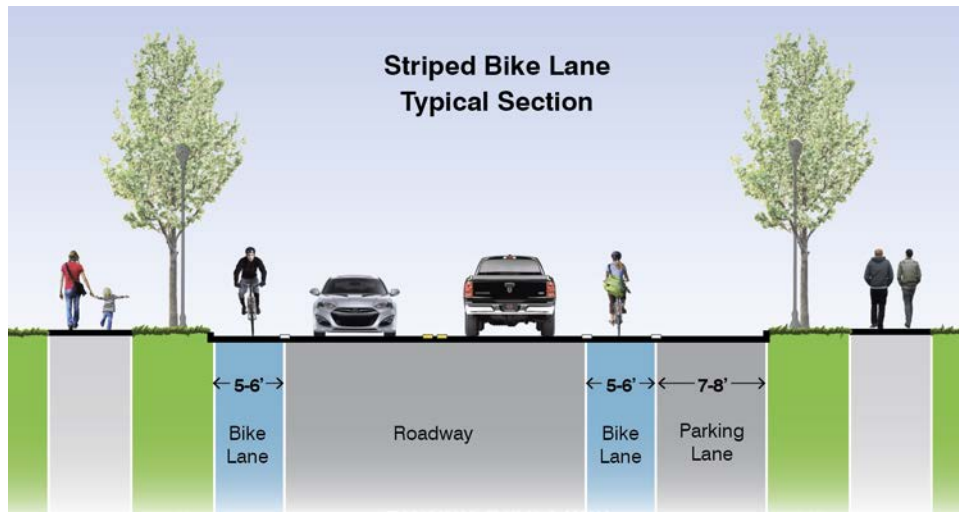 Striped Bike Lane
Typical Section
5-6'
5-6'
7-8'
Bike
Lane
Roadway
Bike
Lane
Parking
Lane